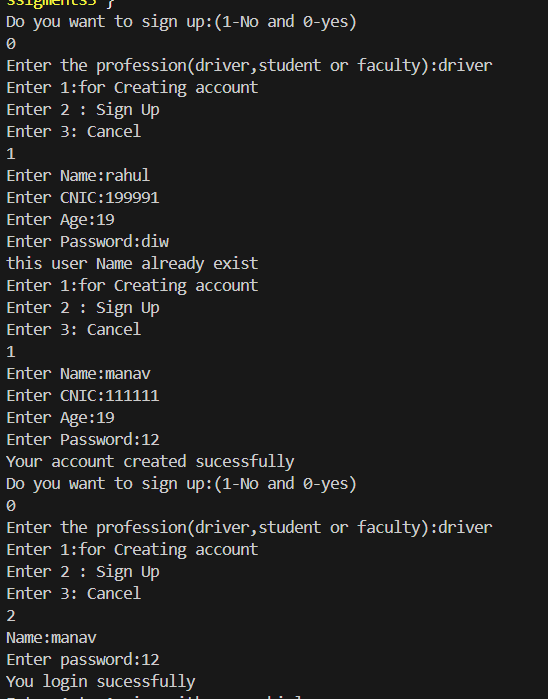 ssigments5 }
Do you want to sign up:(1-No and 0-yes)
0
Enter the profession(driver,student or faculty):driver
Enter 1:for Creating account
Enter 2 : Sign Up
Enter 3: Cancel
1
Enter Name:rahul
Enter CNIC:199991
Enter Age:19
Enter Password:diw
this user Name already exist
Enter 1:for Creating account
Enter 2 : Sign Up
Enter 3: Cancel
1
Enter Name:manav
Enter CNIC:111111
Enter Age:19
Enter Password:12
Your account created sucessfully
Do you want to sign up:(1-No and 0-yes)
0
Enter the profession(driver,student or faculty):driver
Enter 1:for Creating account
Enter 2 : Sign Up
Enter 3: Cancel
2
Name:manav
Enter password:12
You login sucessfully